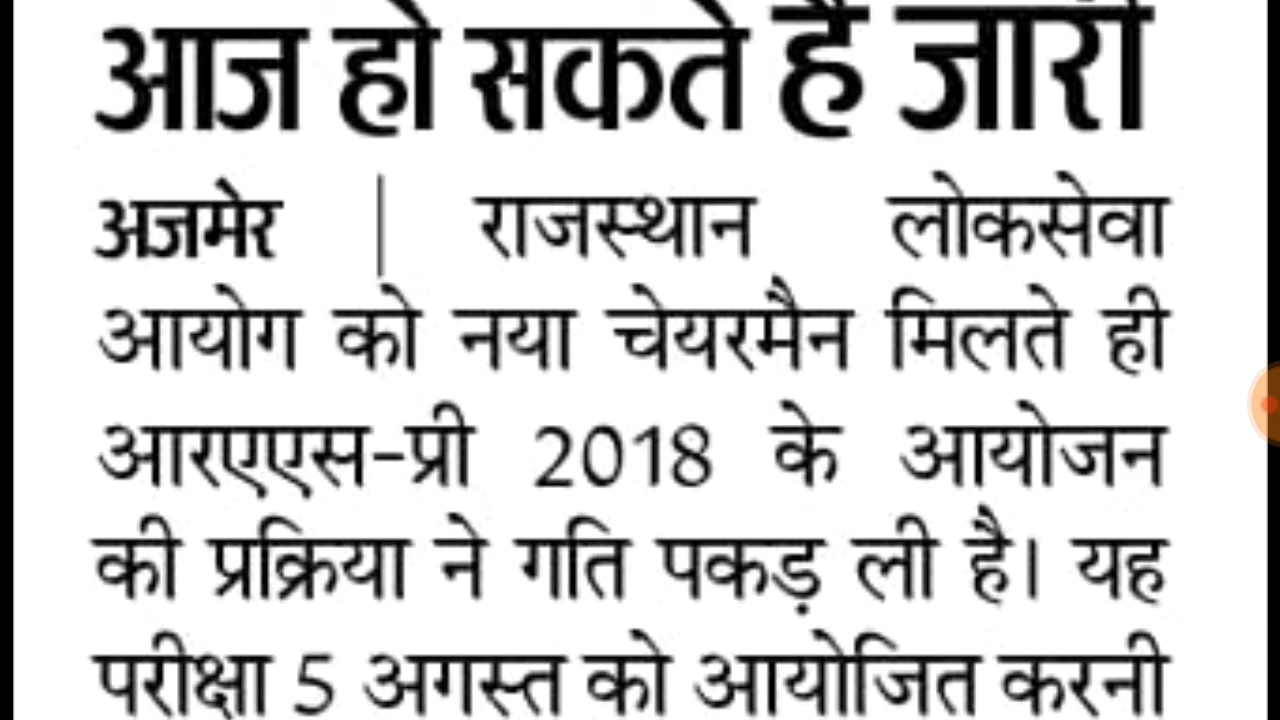 आज हो सकते हैं जारी
अजमेर | राजस्थान लोकसेवा
आयोग को नया चेयरमैन मिलते ही
आरएएस-प्री 2018 के आयोजन
की प्रक्रिया ने गति पकड़ ली है। यह
परीक्षा 5 अगस्त को आयोजित करनी